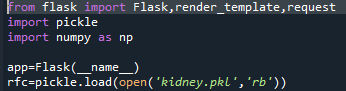 from flask import Flask,render_template,request
import pickle
import numpy as np
app=Flask(__name__)
rfc=pickle.load(open('kidney.pkl','rb'))